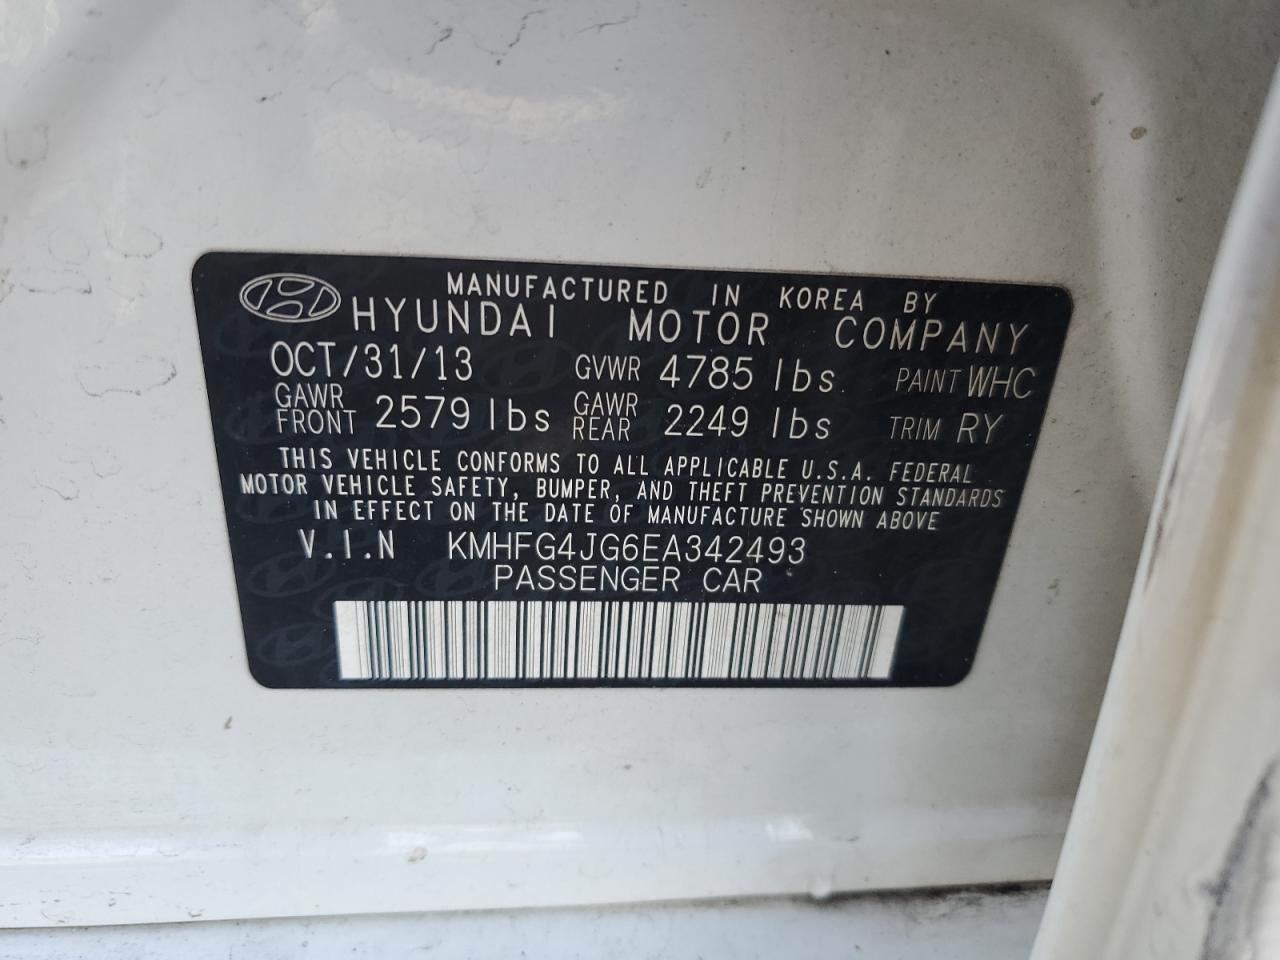 MANUFACTURED IN KOREA BY
HYUNDAI MOTOR COMPANY
OCT/31/13 GVWR 4785 lbs PAINT WHC
GAWR FRONT 2579 lbs GAWR REAR 2249 lbs TRIM RY
THIS VEHICLE CONFORMS TO ALL APPLICABLE U.S.A. FEDERAL
MOTOR VEHICLE SAFETY, BUMPER, AND THEFT PREVENTION STANDARDS
IN EFFECT ON THE DATE OF MANUFACTURE SHOWN ABOVE
V.I.N KMHFG4JG6EA342493
PASSENGER CAR